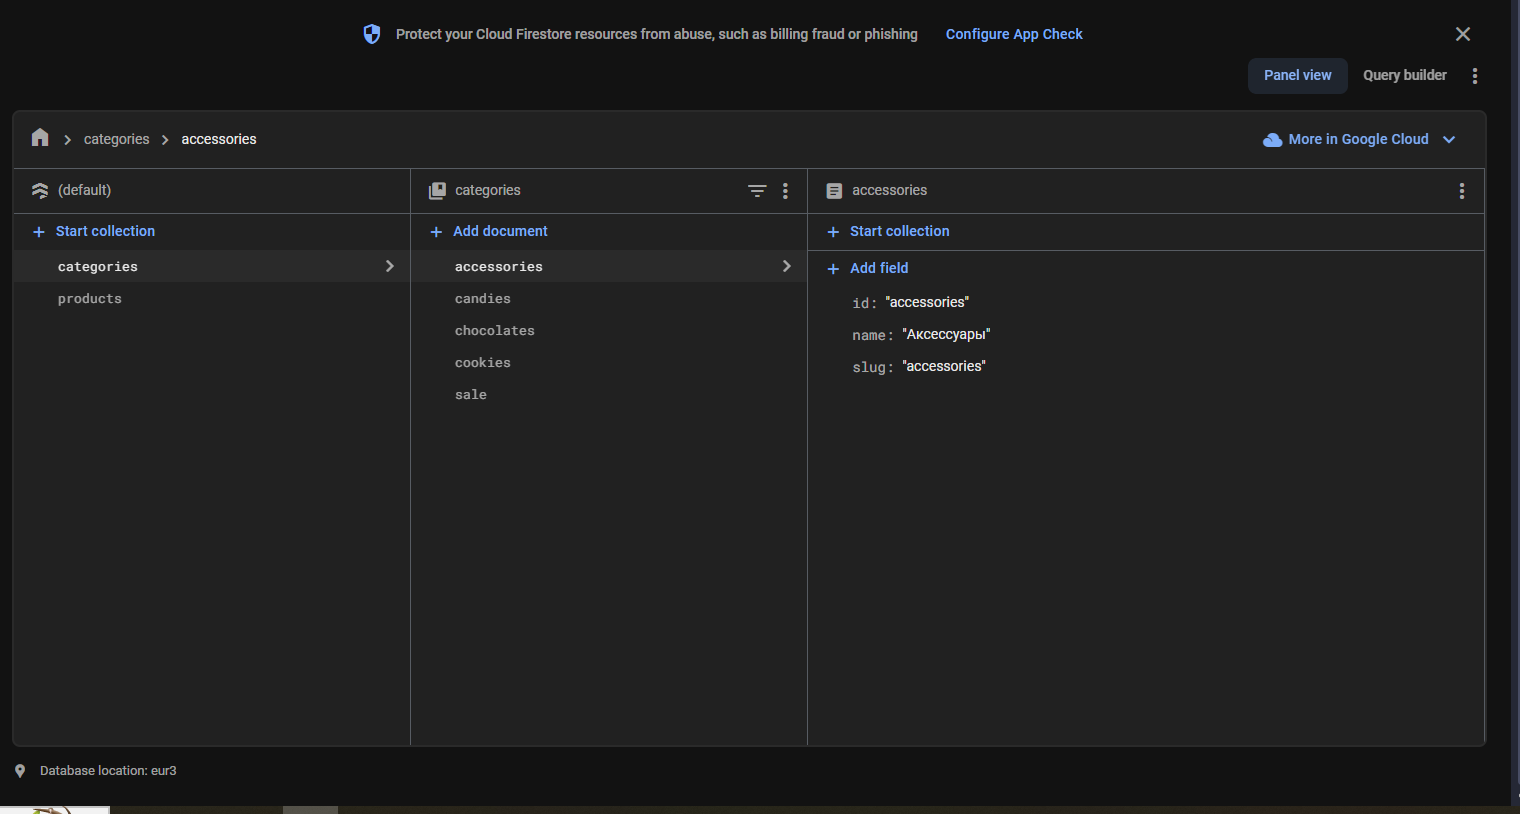 Protect your Cloud Firestore resources from abuse, such as billing fraud or phishing Configure App Check
Panel view Query builder
categories accessories More in Google Cloud
(default) categories accessories
Start collection Add document Start collection
categories accessories Add field
products candies id: "accessories"
chocolates name: "Аксессуары"
cookies slug: "accessories"
sale
Database location: eur3